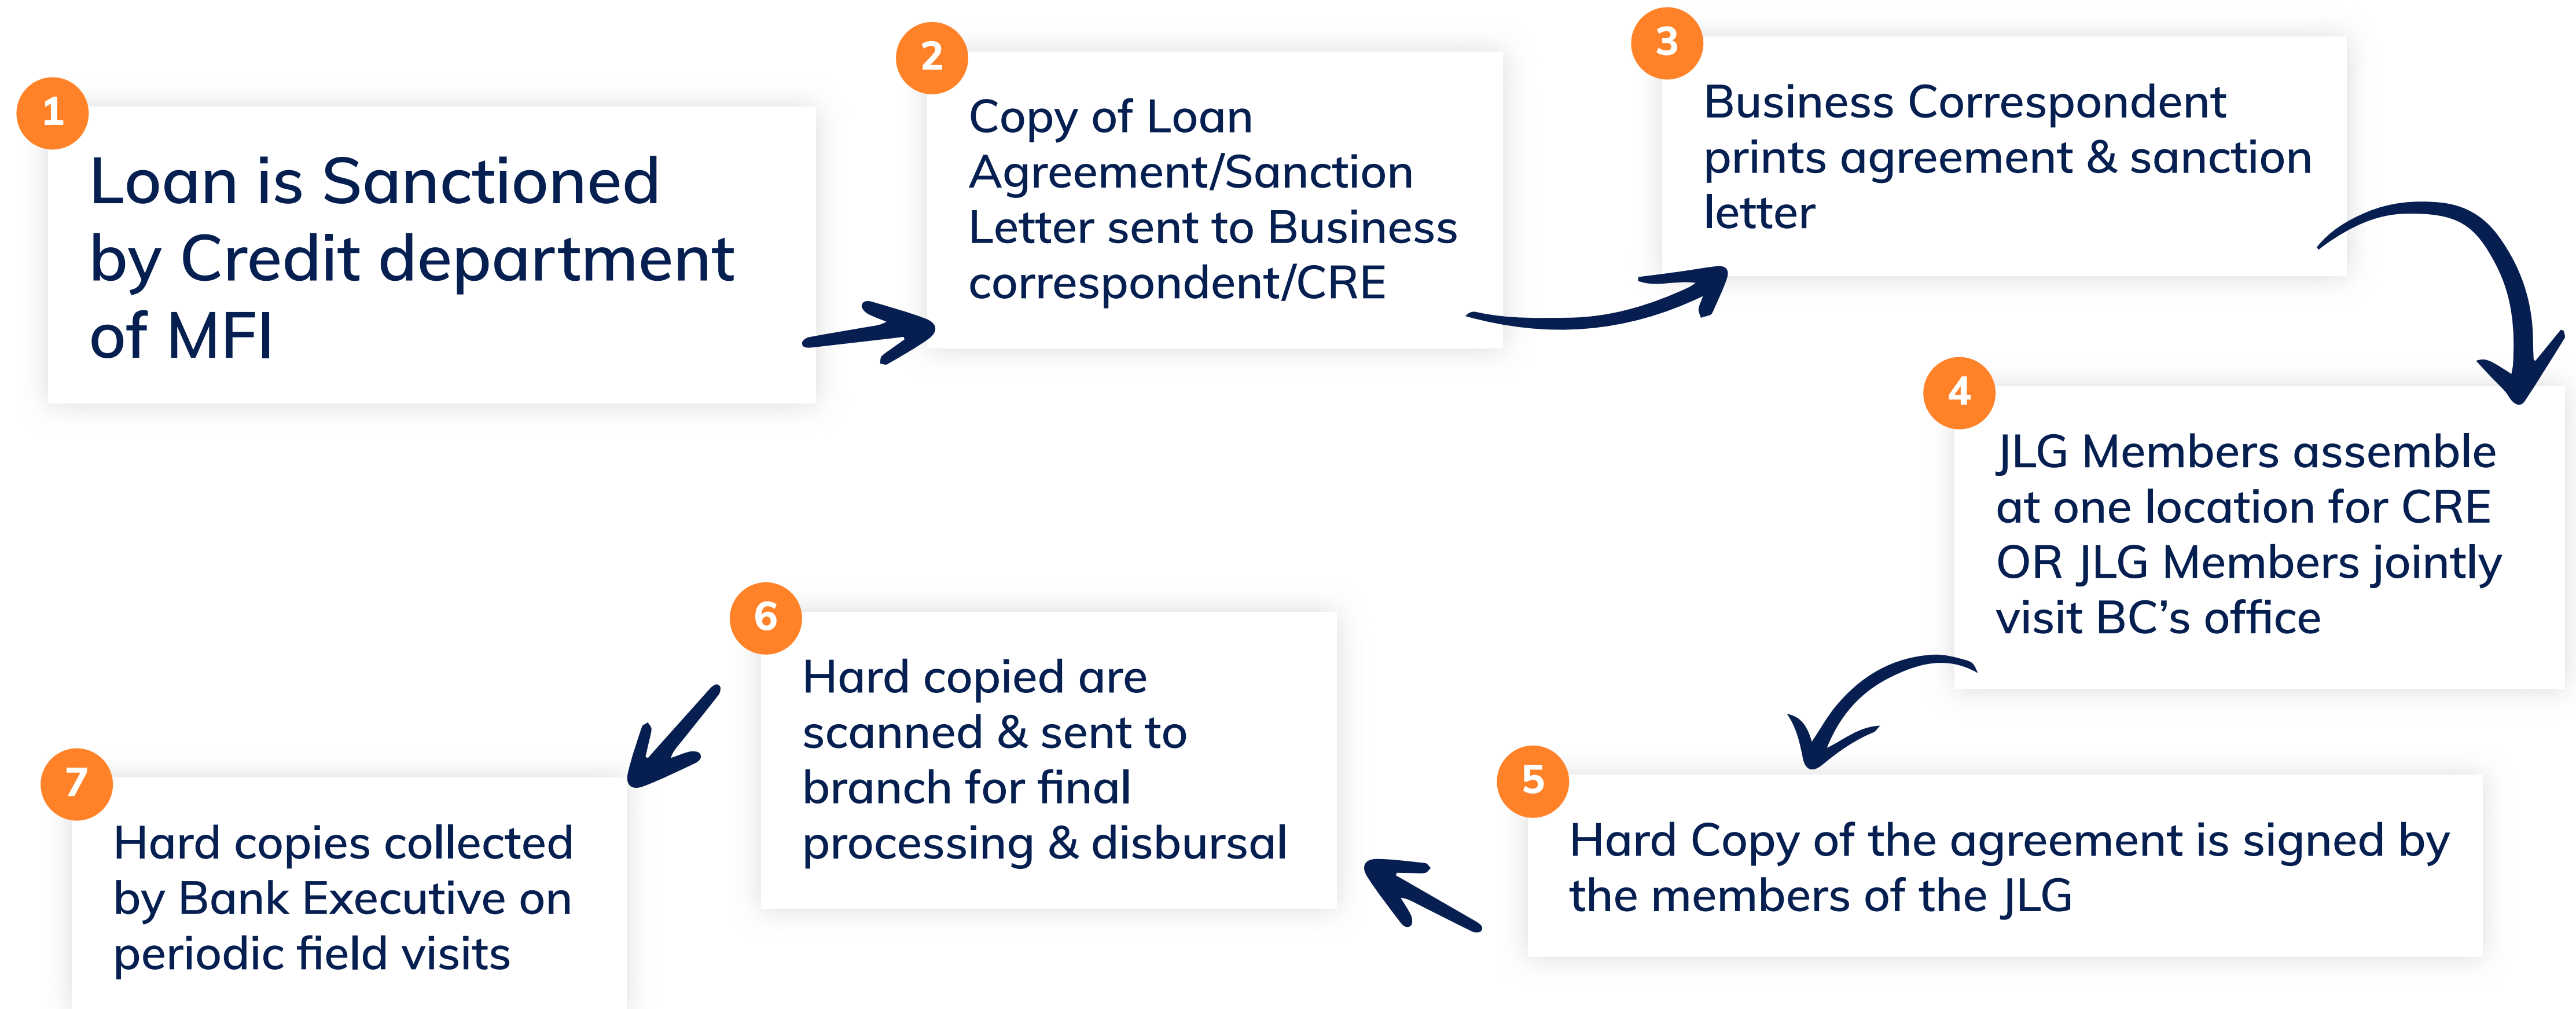 1
Loan is Sanctioned
by Credit department
of MFI
2
Copy of Loan
Agreement/Sanction
Letter sent to Business
correspondent/CRE
3
Business Correspondent
prints agreement & sanction
letter
4
JLG Members assemble
at one location for CRE
OR JLG Members jointly
visit BC’s office
5
Hard Copy of the agreement is signed by
the members of the JLG
6
Hard copied are
scanned & sent to
branch for final
processing & disbursal
7
Hard copies collected
by Bank Executive on
periodic field visits